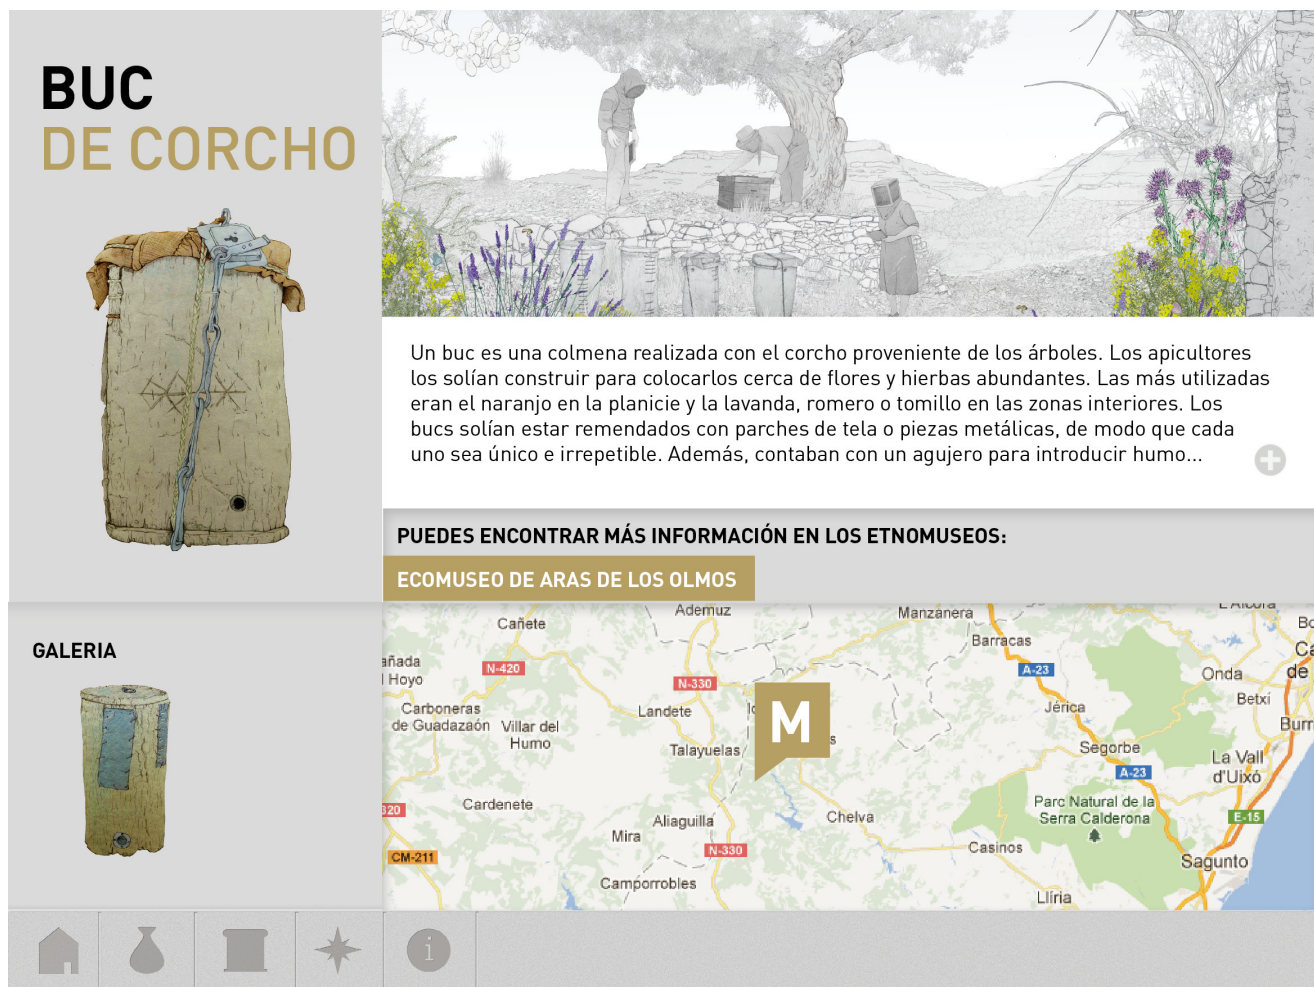 BUC
DE CORCHO
Un buc es una colmena realizada con el corcho proveniente de los árboles. Los apicultores
los solían construir para colocarlos cerca de flores y hierbas abundantes. Las más utilizadas
eran el naranjo en la planicie y la lavanda, romero o tomillo en las zonas interiores. Los
bucs solían estar remendados con parches de tela o piezas metálicas, de modo que cada
uno sea único e irrepetible. Además, contaban con un agujero para introducir humo...
PUEDES ENCONTRAR MÁS INFORMACIÓN EN LOS ETNOMUSEOS:
ECOMUSEO DE ARAS DE LOS OLMOS
GALERIA
Ademuz
Manzanera
L'Alcora
Cañete
Barracas
añada
l Hoyo
N-420
N-330
A-23
Onda
de
Betxí
Carboneras
de Guadazaón
Villar del
Humo
Landete
M
Jérica
Burr
Talayuelas
s
Segorbe
A-23
La Vall
d'Uixó
320
Cardenete
Parc Natural de la
Serra Calderona
E-15
Aliaguilla
Chelva
Mira
N-330
Casinos
CM-211
Sagunto
Camporrobles
Llíria
i